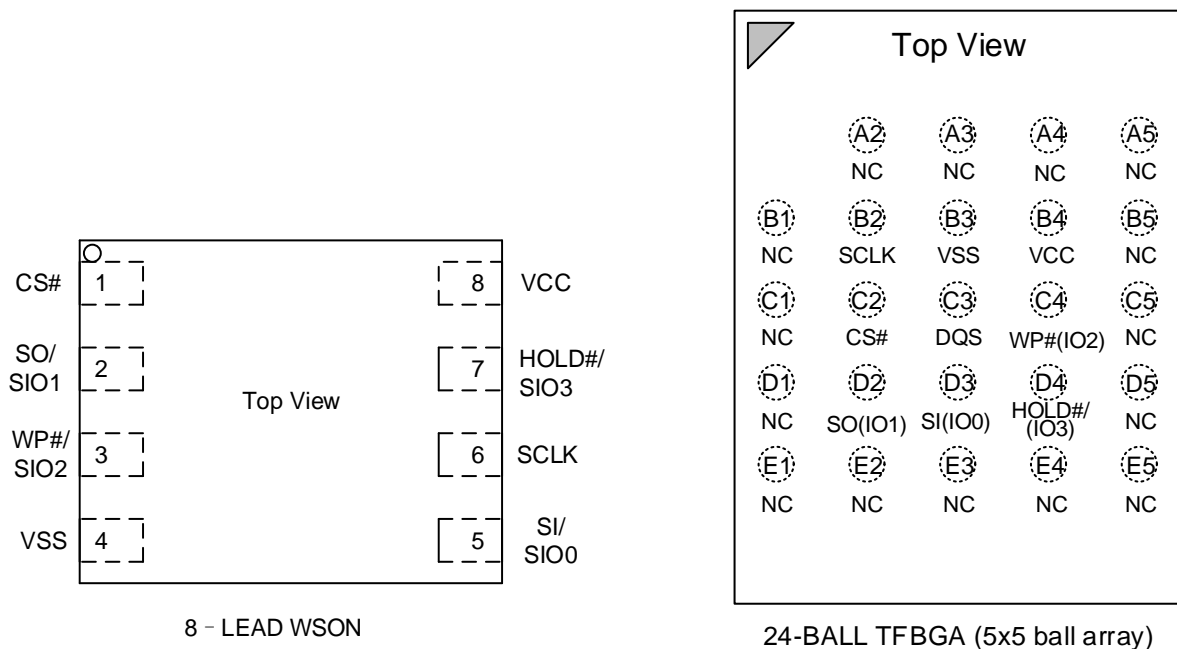 CS#
1
8
VCC
SO/
SIO1
2
7
HOLD#/
SIO3
Top View
WP#/
SIO2
3
6
SCLK
VSS
4
5
SI/
SIO0
8 - LEAD WSON
Top View
A2 A3 A4 A5
NC NC NC NC
B1 B2 B3 B4 B5
NC SCLK VSS VCC NC
C1 C2 C3 C4 C5
NC CS# DQS WP#(IO2) NC
D1 D2 D3 D4 D5
NC SO(IO1) SI(IO0) HOLD#/ NC
(IO3)
E1 E2 E3 E4 E5
NC NC NC NC NC
24-BALL TFBGA (5x5 ball array)